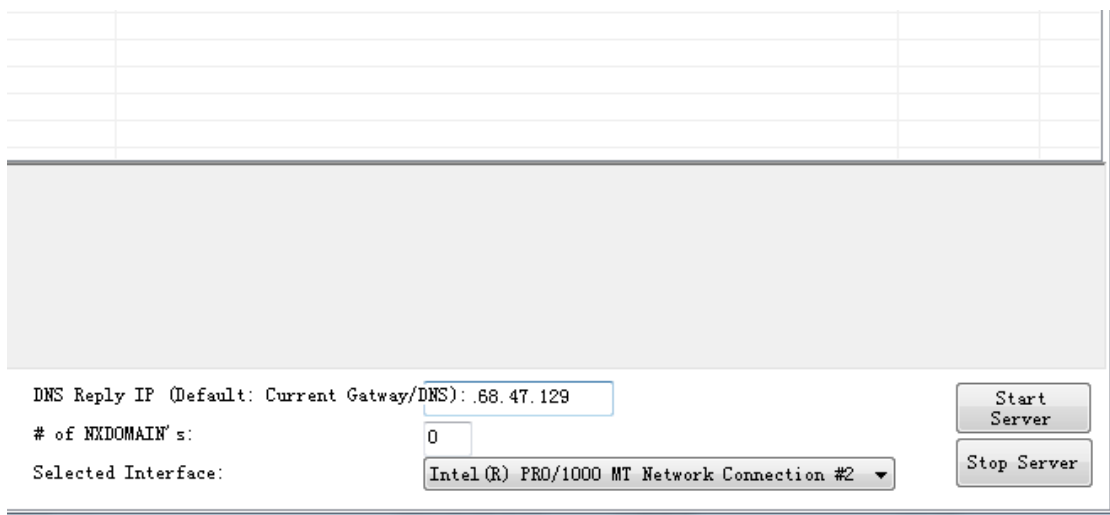 DNS Reply IP (Default: Current Gatway/DNS): .68.47.129
# of NXDOMAIN's:
0
Selected Interface:
Intel(R) PRO/1000 MT Network Connection #2
Start
Server
Stop Server